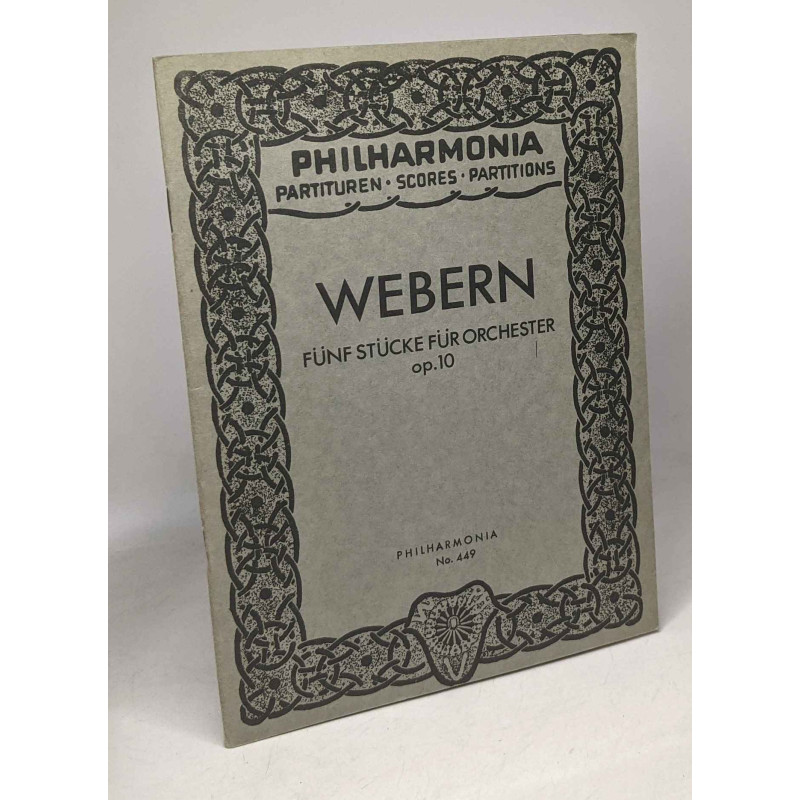 PHILHARMONIA
PARTITUREN · SCORES · PARTITIONS
WEBERN
FÜNF STÜCKE FÜR ORCHESTER
op.10
PHILHARMONIA
No. 449